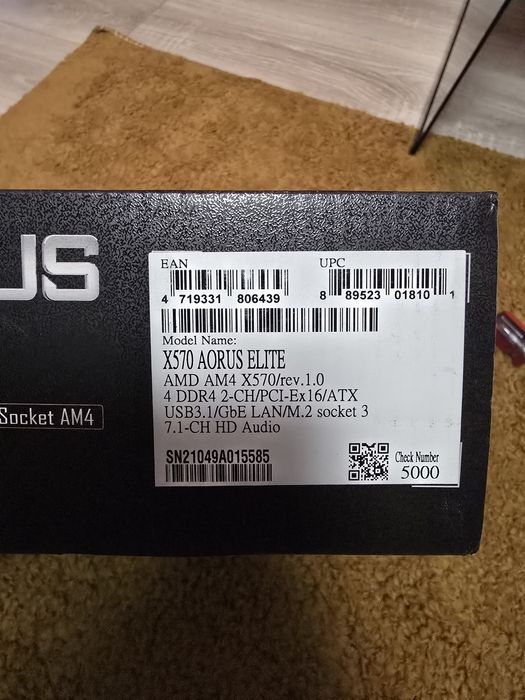 US
Socket AM4
EAN
UPC
4 719331 806439
8 89523 01810 1
Model Name:
X570 AORUS ELITE
AMD AM4 X570/rev.1.0
4 DDR4 2-CH/PCI-Ex16/ATX
USB3.1/GbE LAN/M.2 socket 3
7.1-CH HD Audio
SN21049A015585
Check Number
5000